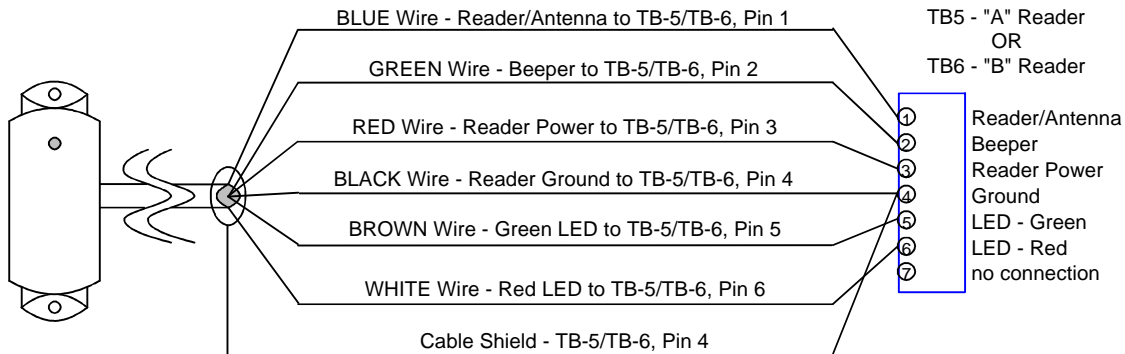 BLUE Wire - Reader/Antenna to TB-5/TB-6, Pin 1
GREEN Wire - Beeper to TB-5/TB-6, Pin 2
RED Wire - Reader Power to TB-5/TB-6, Pin 3
BLACK Wire - Reader Ground to TB-5/TB-6, Pin 4
BROWN Wire - Green LED to TB-5/TB-6, Pin 5
WHITE Wire - Red LED to TB-5/TB-6, Pin 6
Cable Shield - TB-5/TB-6, Pin 4
TB5 - "A" Reader
OR
TB6 - "B" Reader
1 Reader/Antenna
2 Beeper
3 Reader Power
4 Ground
5 LED - Green
6 LED - Red
7 no connection